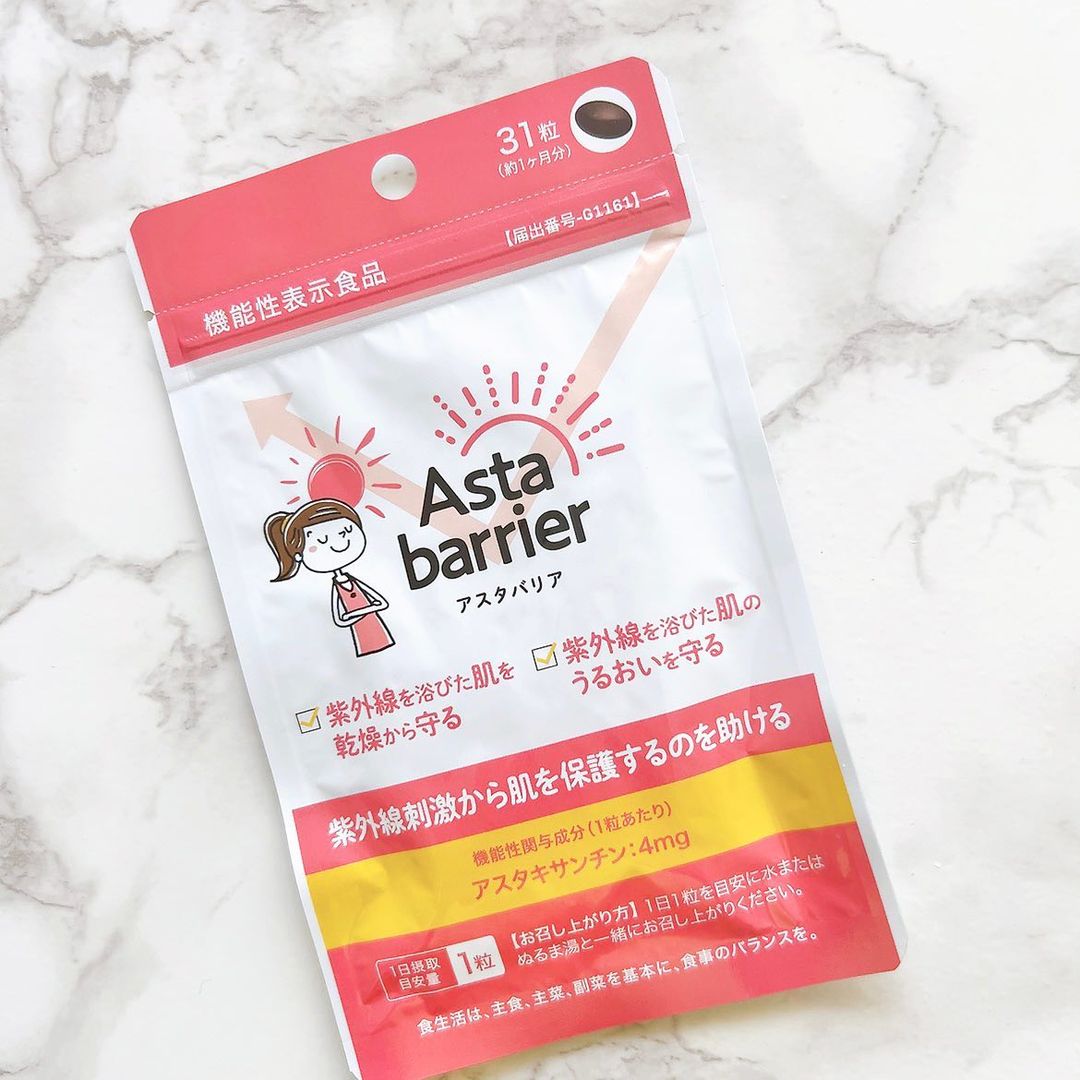 31粒
(約1ヶ月分)
【届出番号-G1161】
機能性表示食品
Asta
barrier
アスタバリア
紫外線を浴びた肌を
乾燥から守る
紫外線を浴びた肌の
うるおいを守る
紫外線刺激から肌を保護するのを助ける
機能性関与成分(1粒あたり)
アスタキサンチン:4mg
1日摂取
目安量
1粒
【お召し上がり方】1日1粒を目安に水または
ぬるま湯と一緒にお召し上がりください。
食生活は、主食、主菜、副菜を基本に、食事のバランスを。